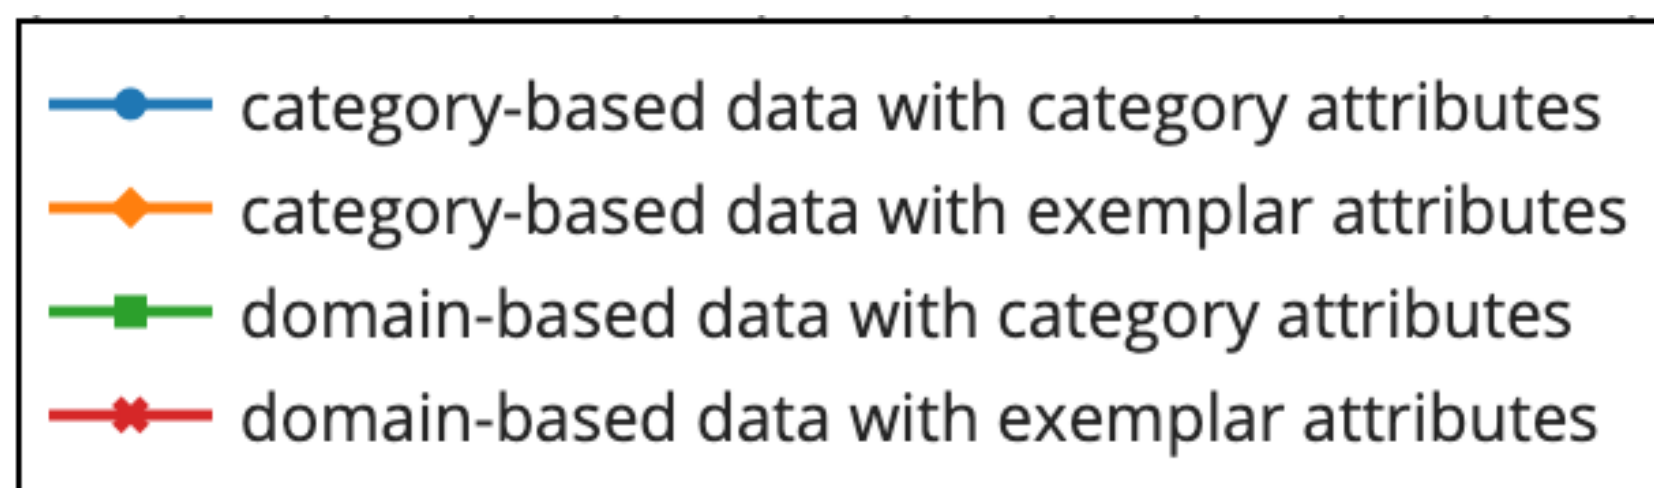 category-based data with category attributes
category-based data with exemplar attributes
domain-based data with category attributes
domain-based data with exemplar attributes